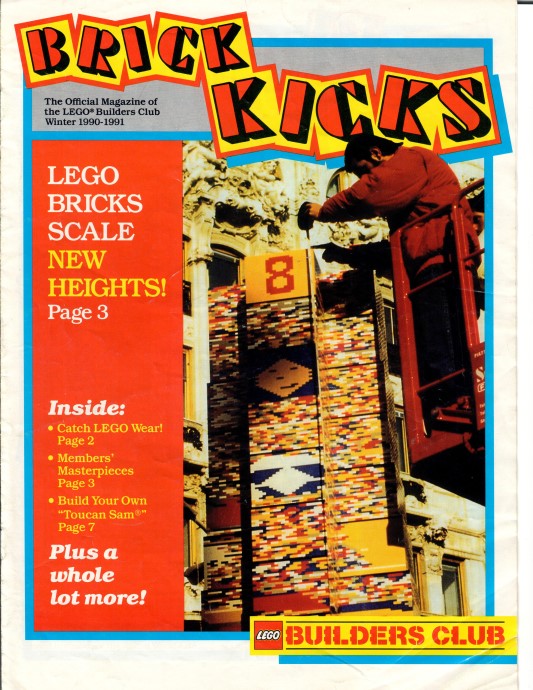 BRICK
KICKS
The Official Magazine of
the LEGO® Builders Club
Winter 1990-1991
LEGO
BRICKS
SCALE
NEW
HEIGHTS!
Page 3
8
Inside:
• Catch LEGO Wear!
Page 2
• Members'
Masterpieces
Page 3
• Build Your Own
"Toucan Sam®"
Page 7
Plus a
whole
lot more!
LEGO BUILDERS CLUB